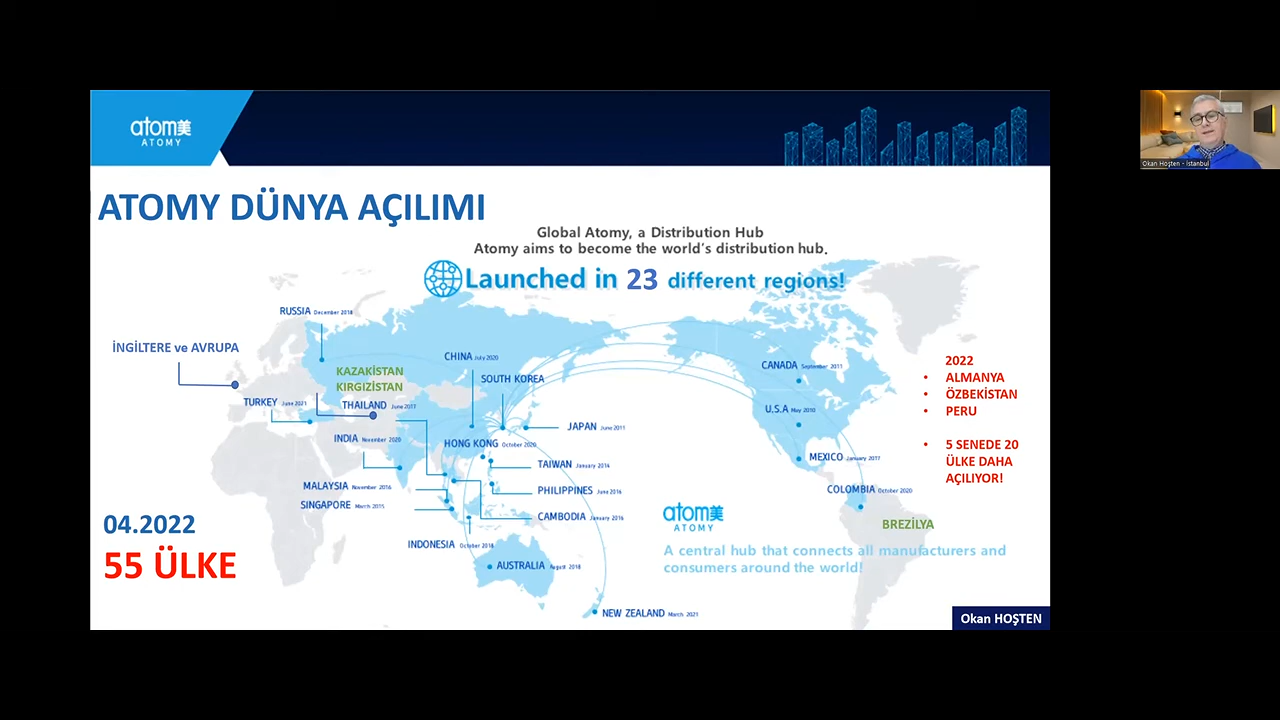 atom美
ATOMY
ATOMY DÜNYA AÇILIMI
Global Atomy, a Distribution Hub
Atomy aims to become the world's distribution hub.
Launched in 23 different regions!
RUSSIA December 2018
İNGİLTERE ve AVRUPA
KAZAKİSTAN
KIRGIZİSTAN
CHINA July 2020
SOUTH KOREA
TURKEY June 2021
THAILAND June 2017
INDIA November 2020
HONG KONG October 2020
JAPAN June 2011
TAIWAN January 2014
MALAYSIA November 2016
SINGAPORE March 2015
PHILIPPINES June 2016
CAMBODIA January 2016
INDONESIA October 2018
AUSTRALIA August 2018
NEW ZEALAND March 2021
CANADA September 2011
U.S.A May 2010
MEXICO January 2017
COLOMBIA October 2020
BREZİLYA
2022
• ALMANYA
• ÖZBEKİSTAN
• PERU
• 5 SENEDE 20
ÜLKE DAHA
AÇILIYOR!
04.2022
55 ÜLKE
atom美
ATOMY
A central hub that connects all manufacturers and
consumers around the world!
Okan HOŞTEN
Okan Hoşten - İstanbul